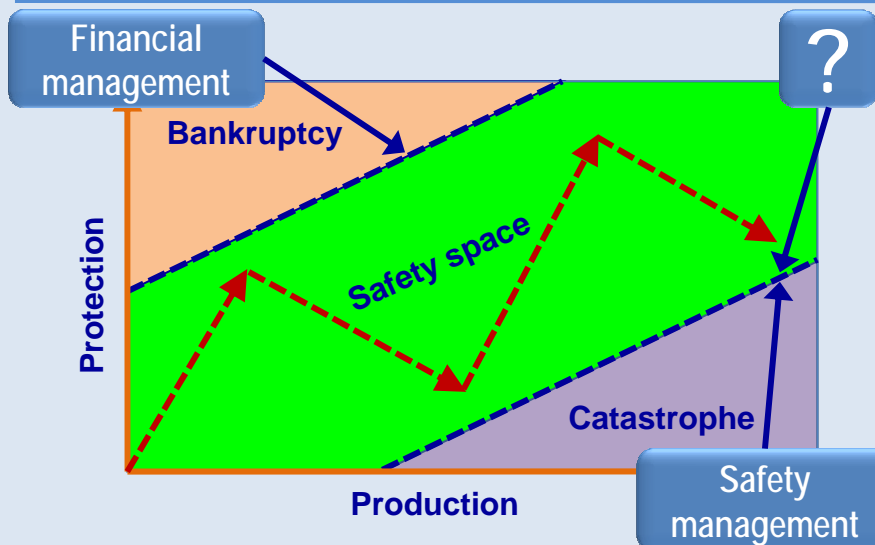 Financial
management
?
Bankruptcy
Safety space
Protection
Catastrophe
Production
Safety
management